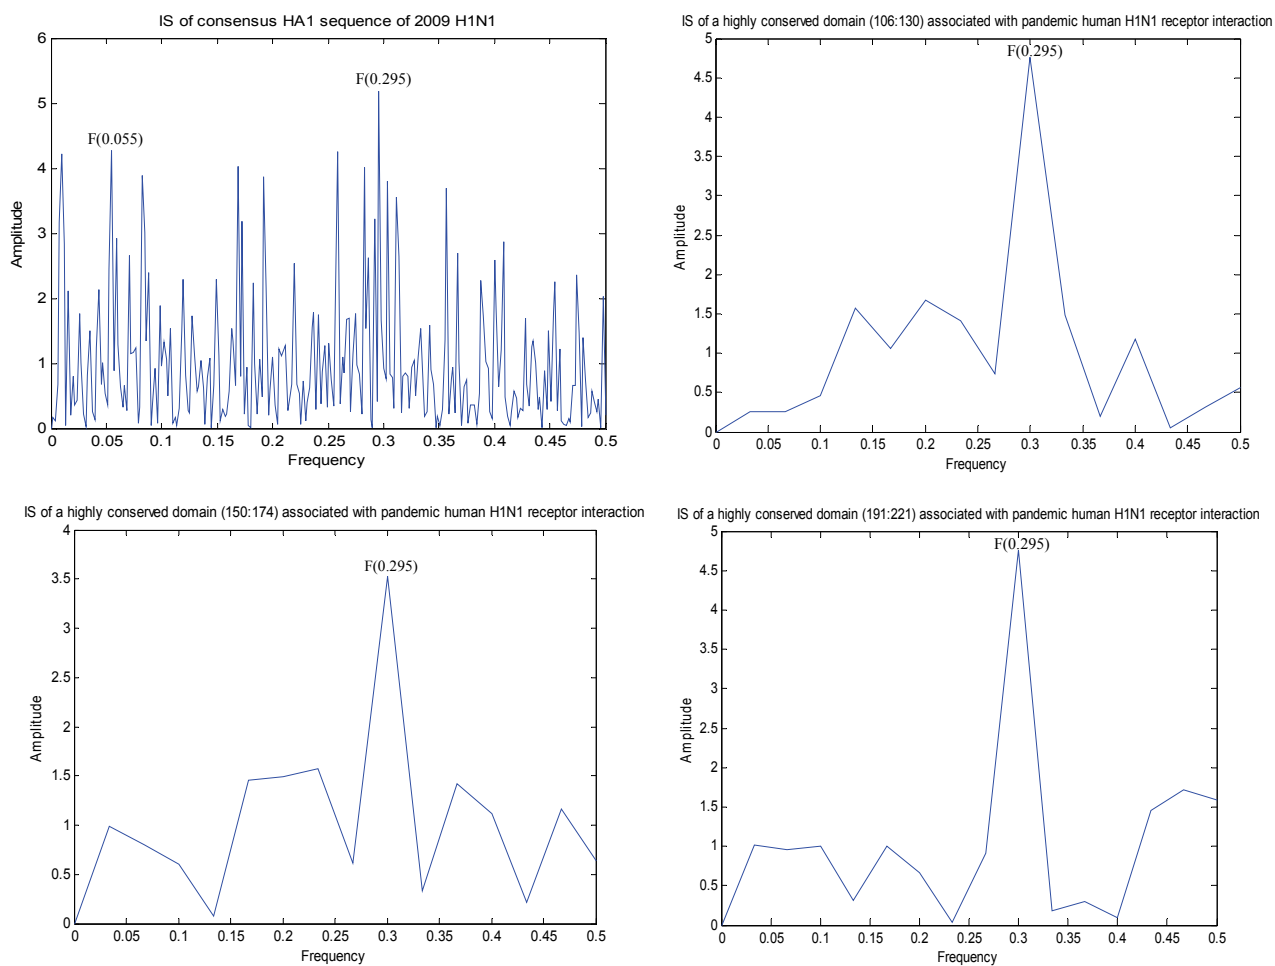 IS of consensus HA1 sequence of 2009 H1N1
6
5
4
3
2
1
0
F(0.055)
F(0.295)
Amplitude
0 0.05 0.1 0.15 0.2 0.25 0.3 0.35 0.4 0.45 0.5
Frequency
IS of a highly conserved domain (106:130) associated with pandemic human H1N1 receptor interaction
5
4.5
4
3.5
3
2.5
2
1.5
1
0.5
0
F(0.295)
Amplitude
0 0.05 0.1 0.15 0.2 0.25 0.3 0.35 0.4 0.45 0.5
Frequency
IS of a highly conserved domain (150:174) associated with pandemic human H1N1 receptor interaction
4
3.5
3
2.5
2
1.5
1
0.5
0
F(0.295)
Amplitude
0 0.05 0.1 0.15 0.2 0.25 0.3 0.35 0.4 0.45 0.5
Frequency
IS of a highly conserved domain (191:221) associated with pandemic human H1N1 receptor interaction
5
4.5
4
3.5
3
2.5
2
1.5
1
0.5
0
F(0.295)
Amplitude
0 0.05 0.1 0.15 0.2 0.25 0.3 0.35 0.4 0.45 0.5
Frequency